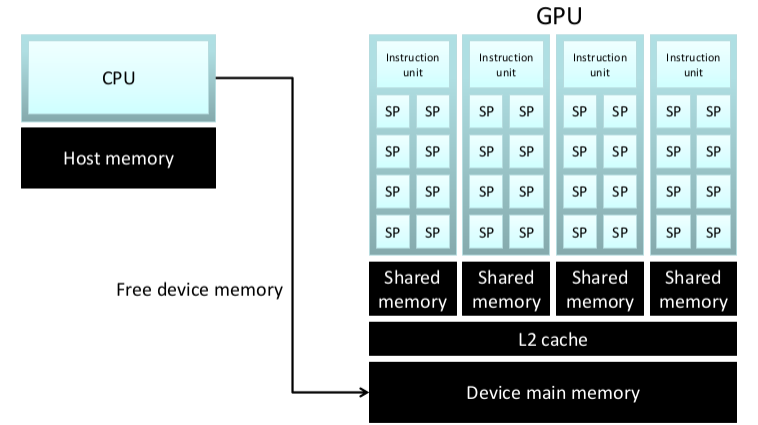 GPU
CPU
Host memory
Free device memory
Instruction unit
Instruction unit
Instruction unit
Instruction unit
SP SP SP SP SP SP SP SP
SP SP SP SP SP SP SP SP
SP SP SP SP SP SP SP SP
SP SP SP SP SP SP SP SP
Shared memory
Shared memory
Shared memory
Shared memory
L2 cache
Device main memory